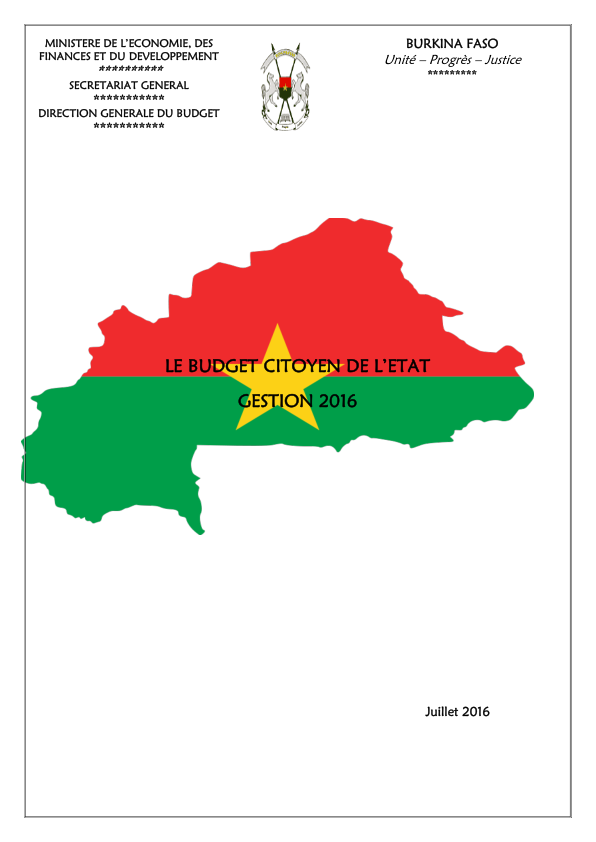 MINISTERE DE L'ECONOMIE, DES
FINANCES ET DU DEVELOPPEMENT
**********
SECRETARIAT GENERAL
***********
DIRECTION GENERALE DU BUDGET
***********
BURKINA FASO
Unité – Progrès – Justice
*********
LE BUDGET CITOYEN DE L'ETAT
GESTION 2016
Juillet 2016